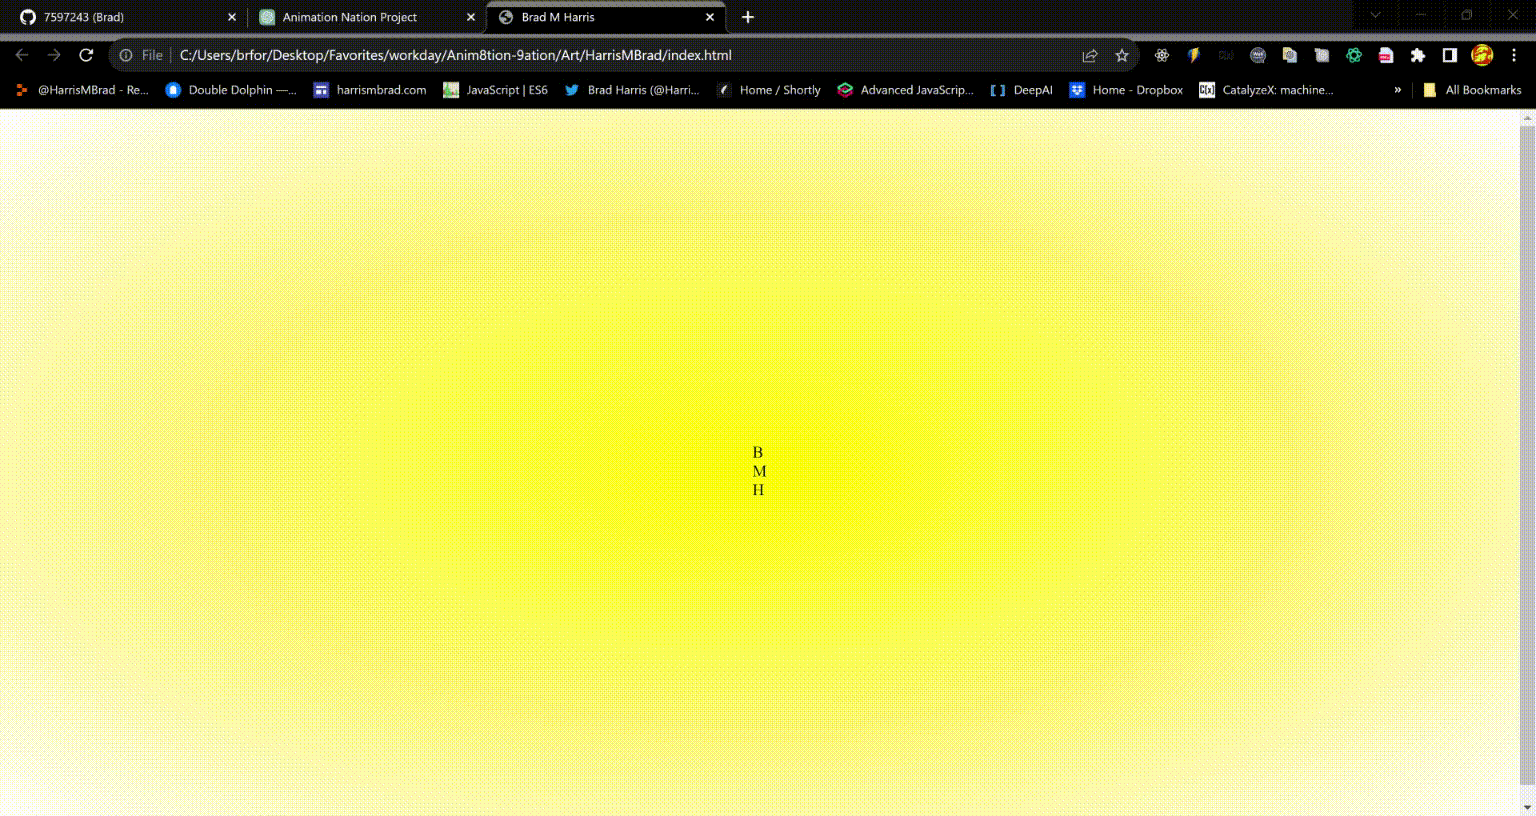 7597243 (Brad)
Animation Nation Project
Brad M Harris
File
C:/Users/brfor/Desktop/Favorites/workday/Anim8tion-9ation/Art/HarrisMBrad/index.html
@HarrisMBrad - Re...
Double Dolphin —-...
harrismbrad.com
JavaScript | ES6
Brad Harris (@Harri...
Home / Shortly
Advanced JavaScrip...
DeepAI
Home - Dropbox
C[x]
CatalyzeX: machine...
»
All Bookmarks
B
M
H